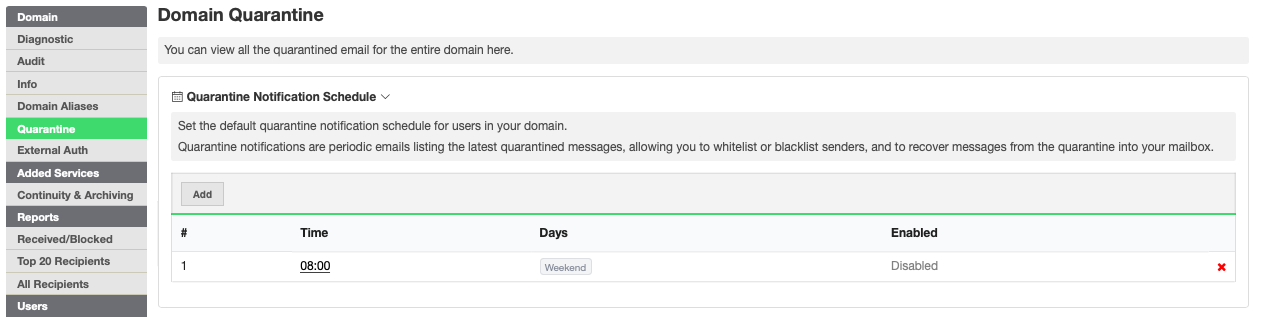 Domain
Diagnostic
Audit
Info
Domain Aliases
Quarantine
External Auth
Added Services
Continuity & Archiving
Reports
Received/Blocked
Top 20 Recipients
All Recipients
Users
Domain Quarantine
You can view all the quarantined email for the entire domain here.
Quarantine Notification Schedule
Set the default quarantine notification schedule for users in your domain.
Quarantine notifications are periodic emails listing the latest quarantined messages, allowing you to whitelist or blacklist senders, and to recover messages from the quarantine into your mailbox.
Add
# Time Days Enabled
1 08:00 Weekend Disabled